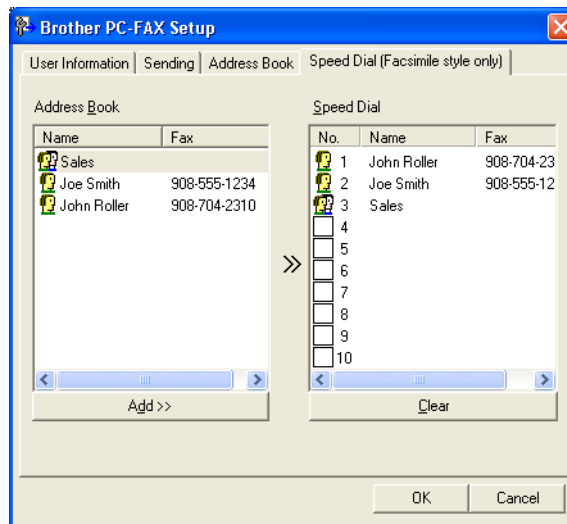 Brother PC-FAX Setup
User Information Sending Address Book Speed Dial (Facsimile style only)
Address Book Speed Dial
Name Fax No. Name Fax
Sales 1 John Roller 908-704-23
Joe Smith 908-555-1234 2 Joe Smith 908-555-12
John Roller 908-704-2310 3 Sales
4
5
6
7
8
9
10
Add >> Clear
OK Cancel